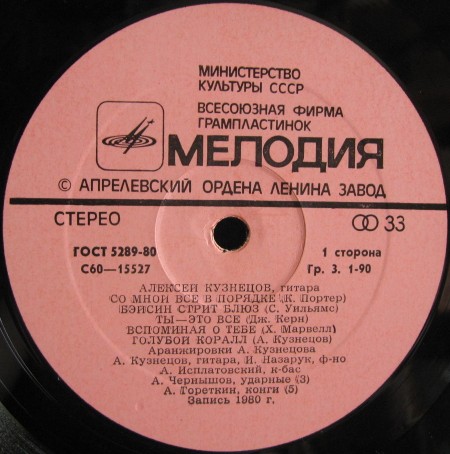 МИНИСТЕРСТВО
КУЛЬТУРЫ СССР
ВСЕСОЮЗНАЯ ФИРМА
ГРАМПЛАСТИНОК
МЕЛОДИЯ
© АПРЕЛЕВСКИЙ ОРДЕНА ЛЕНИНА ЗАВОД
СТЕРЕО
33
ГОСТ 5289-80
1 сторона
С60—15527
Гр. 3. 1-90
АЛЕКСЕЙ КУЗНЕЦОВ, гитара
СО МНОЙ ВСЕ В ПОРЯДКЕ (К. Портер)
БЭЙСИН СТРИТ БЛЮЗ (С. Уильямс)
ТЫ—ЭТО ВСЕ (Дж. Керн)
ВСПОМИНАЯ О ТЕБЕ (Х. Марвелл)
ГОЛУБОЙ КОРАЛЛ (А. Кузнецов)
Аранжировки А. Кузнецова
А. Кузнецов, гитара, И. Назарук, ф-но
А. Исплатовский, к-бас
А. Чернышов, ударные (3)
А. Гореткин, конги (5)
Запись 1980 г.